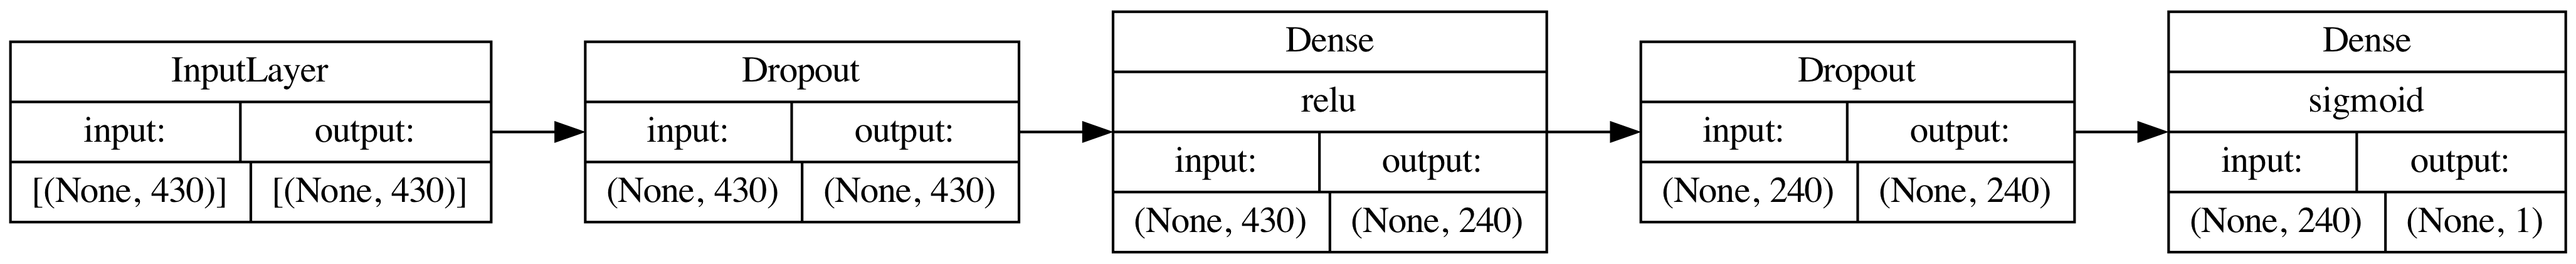 InputLayer
input: output:
[(None, 430)] [(None, 430)]
Dropout
input: output:
(None, 430) (None, 430)
Dense
relu
input: output:
(None, 430) (None, 240)
Dropout
input: output:
(None, 240) (None, 240)
Dense
sigmoid
input: output:
(None, 240) (None, 1)